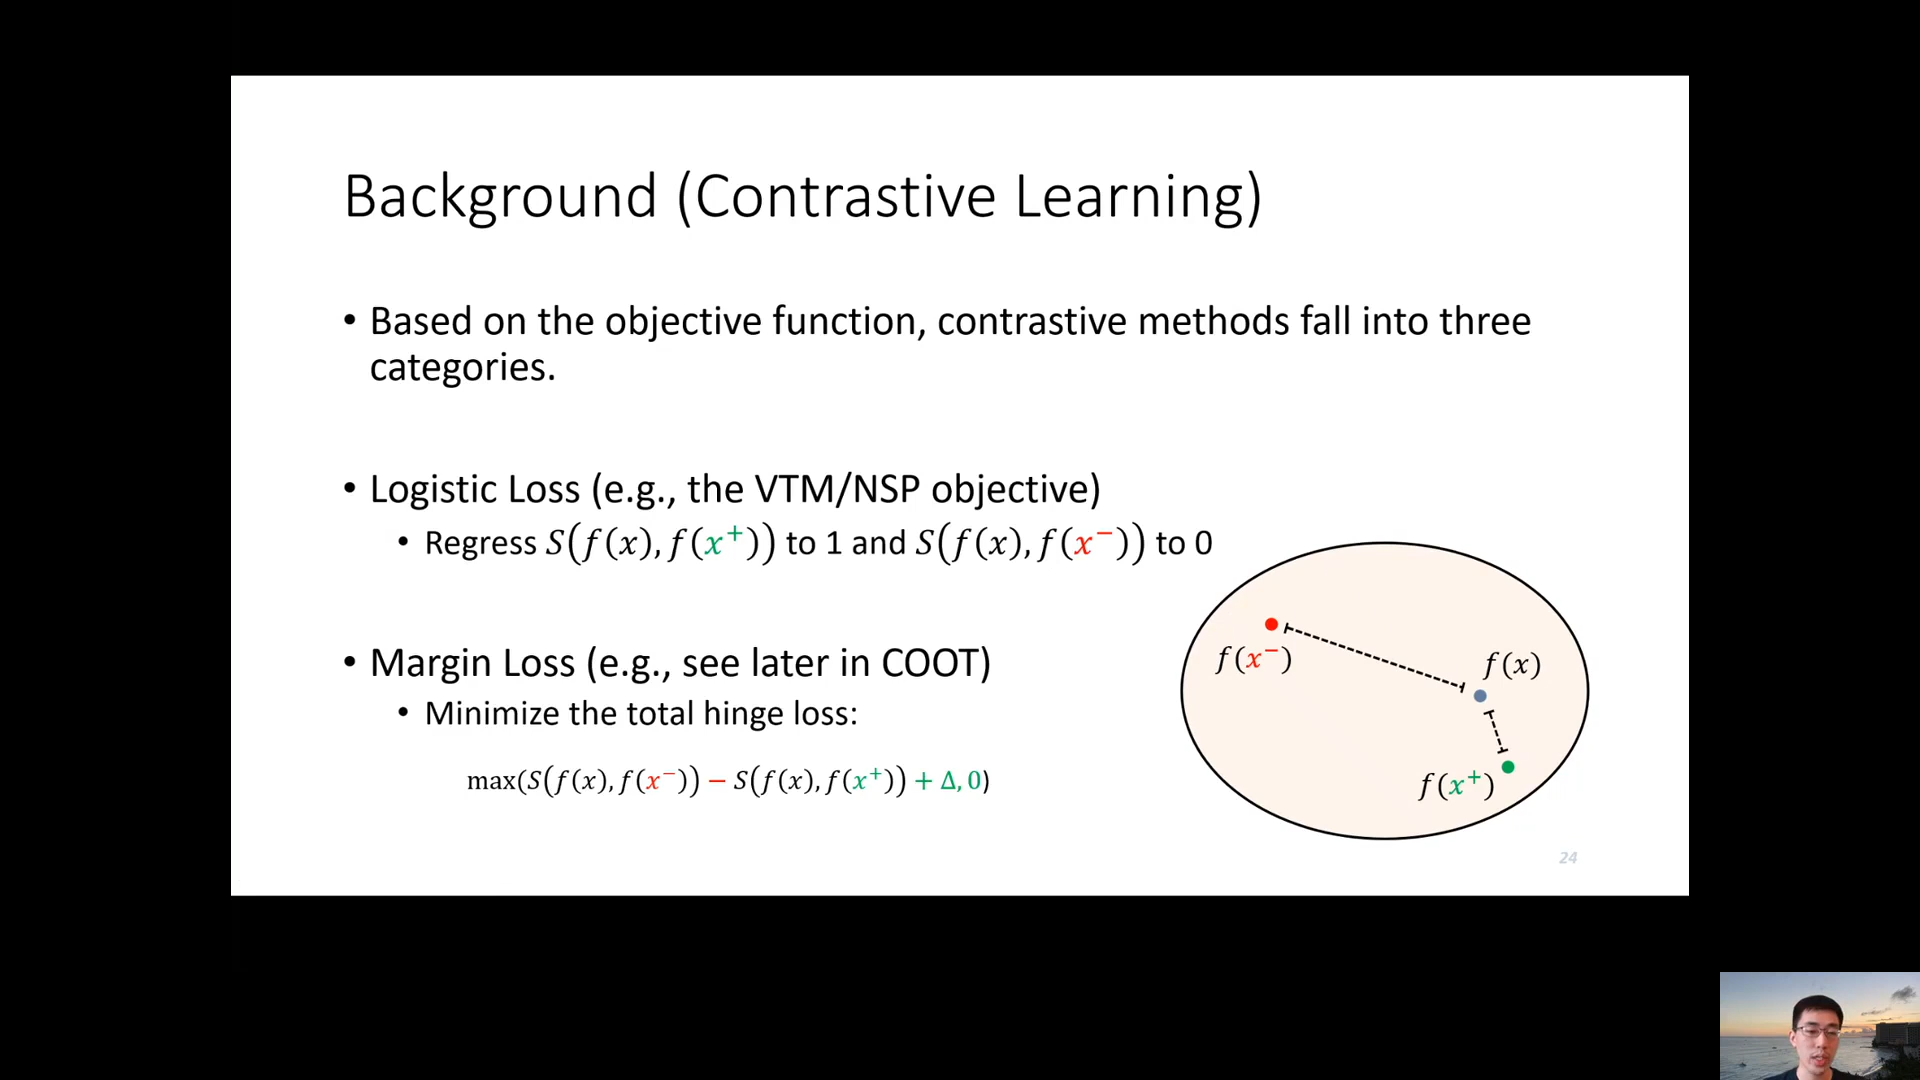 Background (Contrastive Learning)
• Based on the objective function, contrastive methods fall into three
categories.
• Logistic Loss (e.g., the VTM/NSP objective)
• Regress S(f(x), f(x⁺)) to 1 and S(f(x), f(x⁻)) to 0
• Margin Loss (e.g., see later in COOT)
• Minimize the total hinge loss:
max(S(f(x), f(x⁻)) − S(f(x), f(x⁺)) + Δ, 0)
f(x⁻)
f(x)
f(x⁺)
24